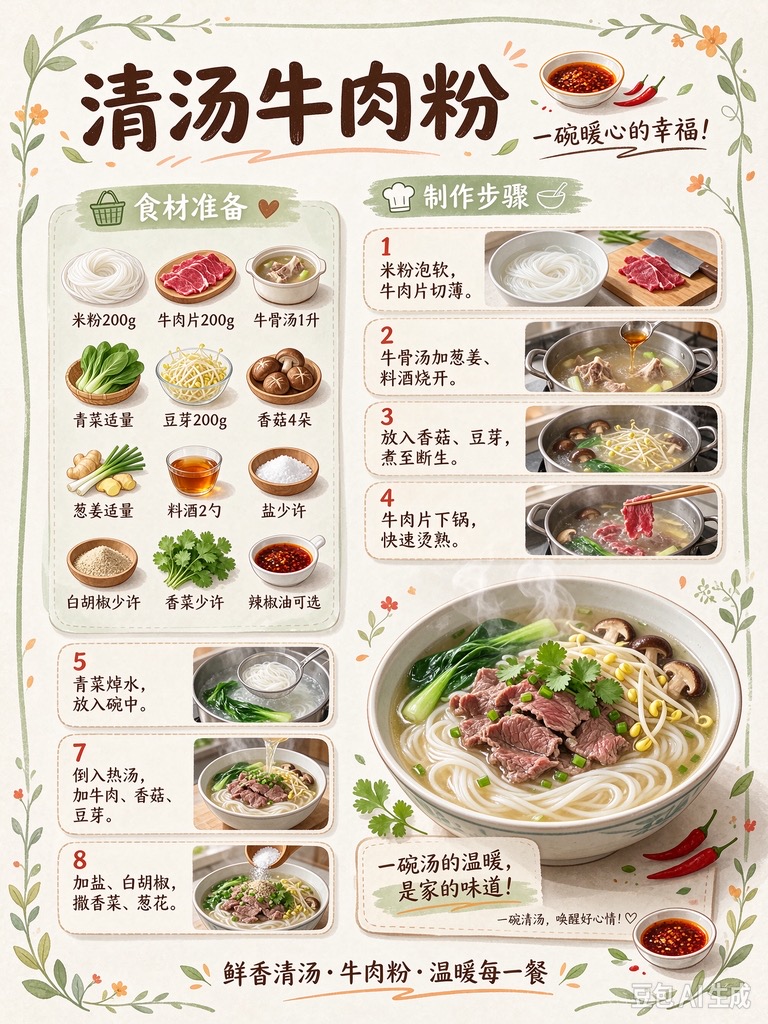 清汤牛肉粉
一碗暖心的幸福!
食材准备
米粉200g
牛肉片200g
牛骨汤1升
青菜适量
豆芽200g
香菇4朵
葱姜适量
料酒2勺
盐少许
白胡椒少许
香菜少许
辣椒油可选
制作步骤
1
米粉泡软,
牛肉片切薄。
2
牛骨汤加葱姜、
料酒烧开。
3
放入香菇、豆芽,
煮至断生。
4
牛肉片下锅,
快速烫熟。
5
青菜焯水,
放入碗中。
7
倒入热汤,
加牛肉、香菇、
豆芽。
8
加盐、白胡椒,
撒香菜、葱花。
一碗汤的温暖,
是家的味道!
一碗清汤,唤醒好心情!♡
鲜香清汤·牛肉粉·温暖每一餐
豆包AI生成